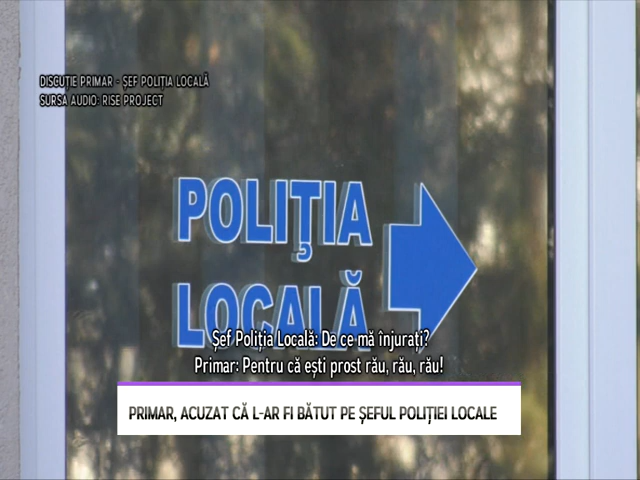 DISCUȚIE PRIMAR - ȘEF POLIȚIA LOCALĂ
SURSA AUDIO: RISE PROJECT
POLIŢIA
LOCALĂ
Șef Poliția Locală: De ce mă înjurați?
Primar: Pentru că ești prost rău, rău, rău!
PRIMAR, ACUZAT CĂ L-AR FI BĂTUT PE ȘEFUL POLIȚIEI LOCALE